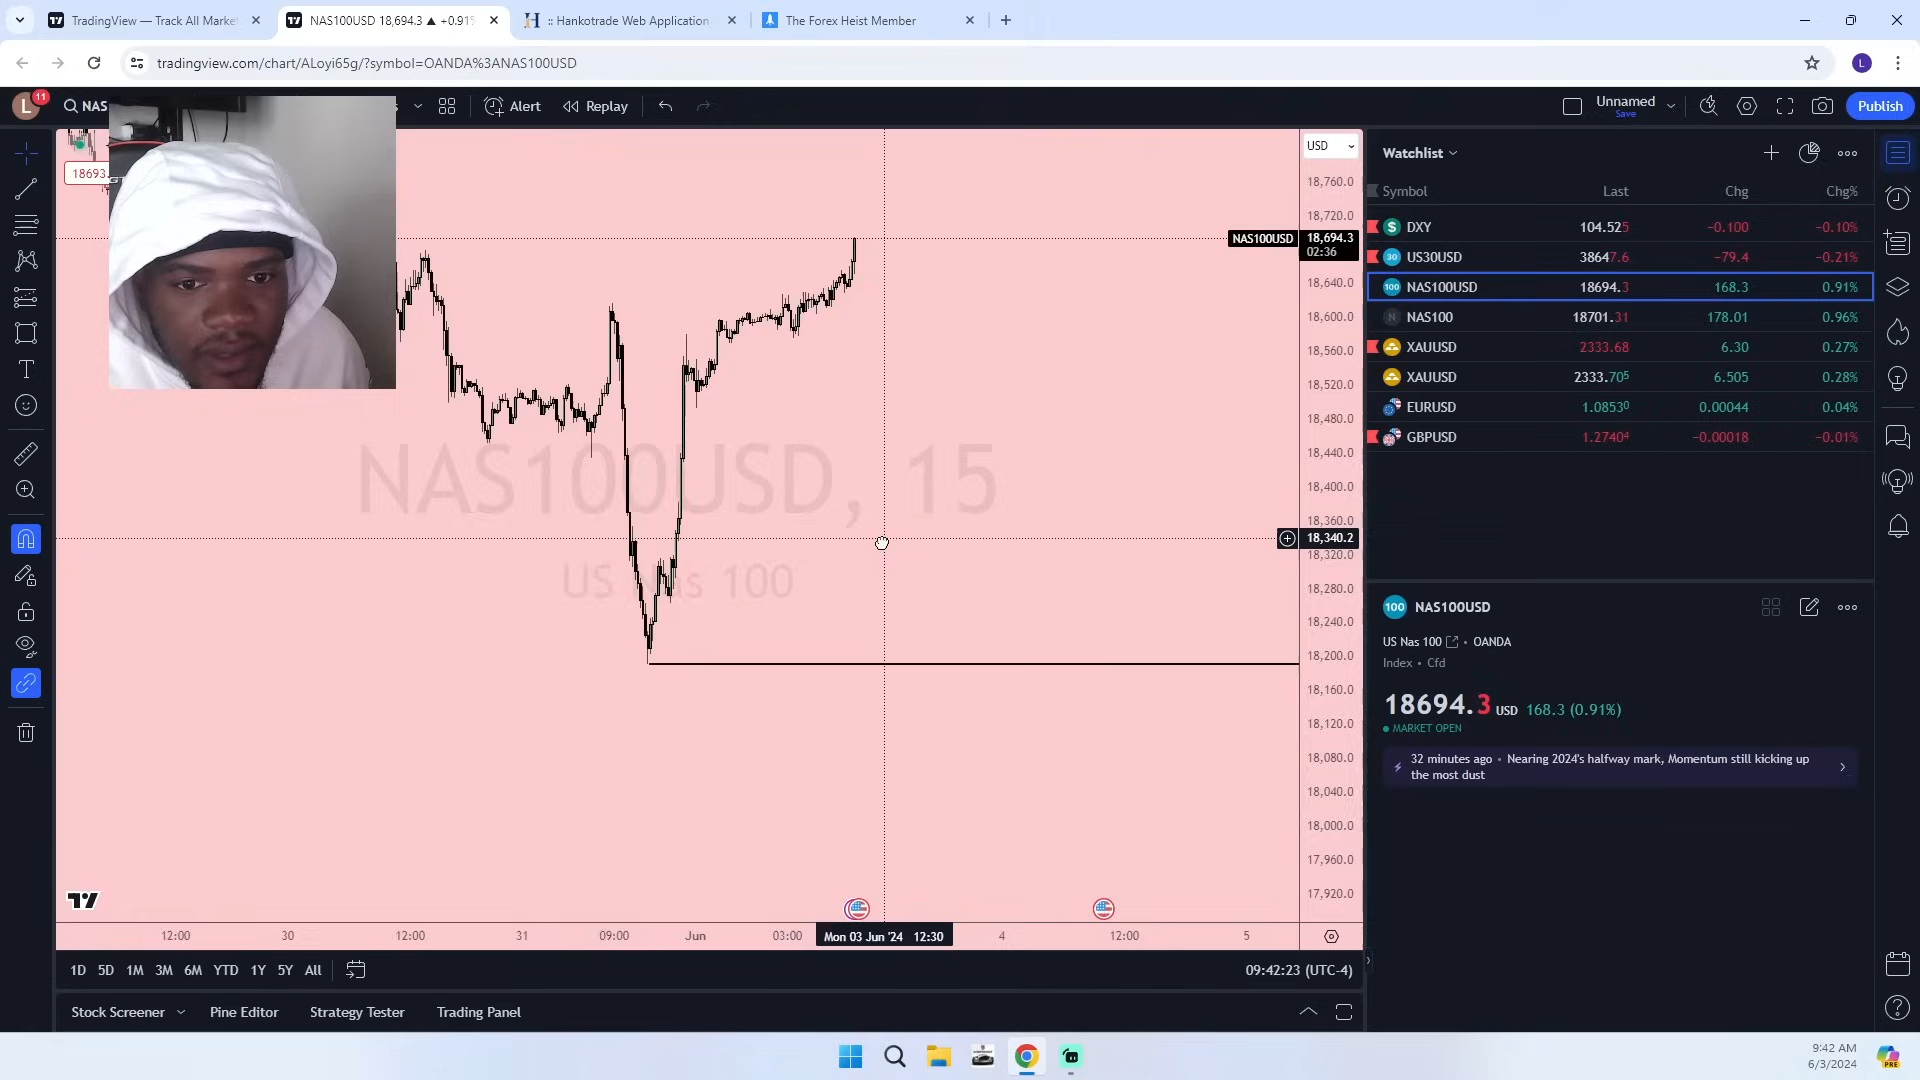 TradingView — Track All Marke
NAS100USD 18,694.3 ▲ +0.91%
:: Hankotrade Web Application
The Forex Heist Member
tradingview.com/chart/ALoyi65g/?symbol=OANDA%3ANAS100USD
L
L
11
NAS
Alert
Replay
Unnamed
Save
Publish
18693.
USD
18,760.0
18,720.0
NAS100USD
18,694.3
02:36
18,640.0
18,600.0
18,560.0
18,520.0
18,480.0
18,440.0
18,400.0
18,360.0
18,340.2
18,320.0
18,280.0
18,240.0
18,200.0
18,160.0
18,120.0
18,080.0
18,040.0
18,000.0
17,960.0
17,920.0
NAS100USD, 15
US Nas 100
12:00
30
12:00
31
09:00
Jun
03:00
Mon 03 Jun '24 12:30
4
12:00
5
1D 5D 1M 3M 6M YTD 1Y 5Y All
09:42:23 (UTC-4)
Stock Screener
Pine Editor
Strategy Tester
Trading Panel
Watchlist
Symbol Last Chg Chg%
DXY 104.525 −0.100 −0.10%
30 US30USD 38647.6 −79.4 −0.21%
100 NAS100USD 18694.3 168.3 0.91%
N NAS100 18701.31 178.01 0.96%
XAUUSD 2333.68 6.30 0.27%
XAUUSD 2333.705 6.505 0.28%
EURUSD 1.08530 0.00044 0.04%
GBPUSD 1.27404 −0.00018 −0.01%
100 NAS100USD
US Nas 100 • OANDA
Index • Cfd
18694.3 USD 168.3 (0.91%)
MARKET OPEN
32 minutes ago • Nearing 2024's halfway mark, Momentum still kicking up
the most dust
9:42 AM
6/3/2024
PRE